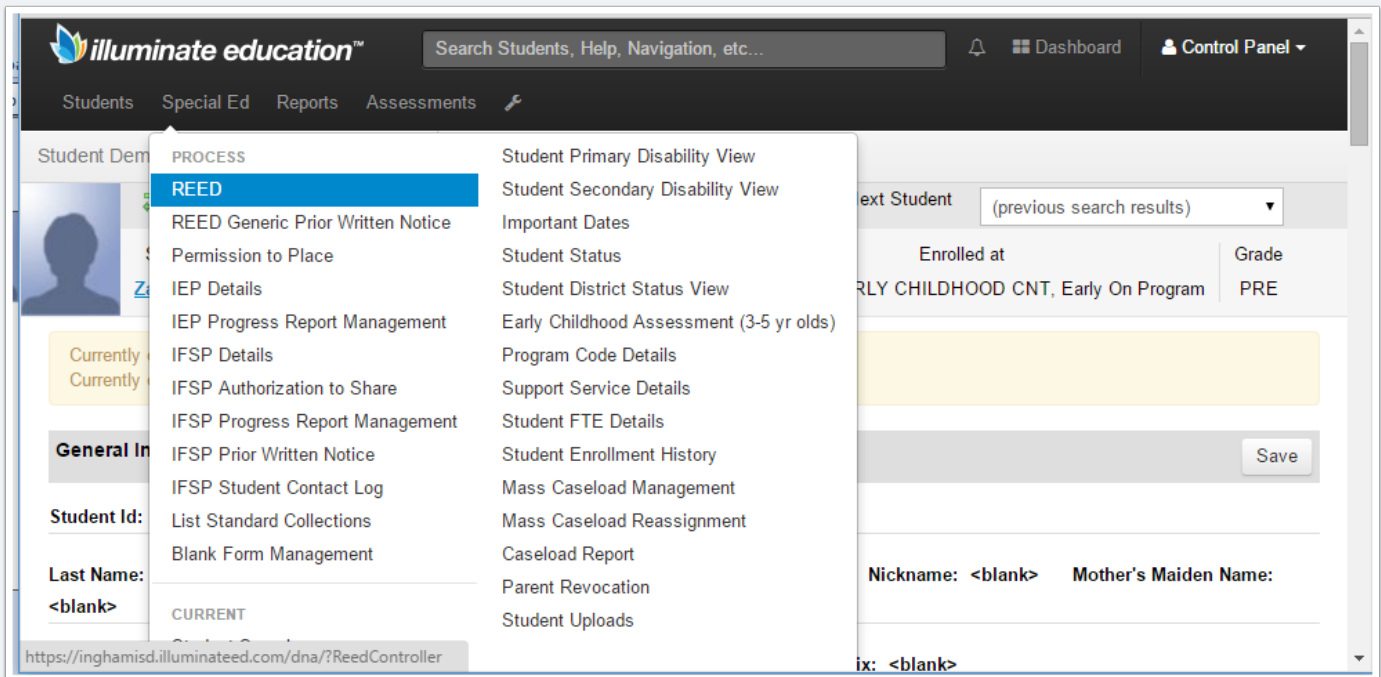 illuminate education™
Search Students, Help, Navigation, etc...
Dashboard
Control Panel
Students Special Ed Reports Assessments
Student Dem
PROCESS
REED
REED Generic Prior Written Notice
Permission to Place
IEP Details
IEP Progress Report Management
IFSP Details
IFSP Authorization to Share
IFSP Progress Report Management
IFSP Prior Written Notice
IFSP Student Contact Log
List Standard Collections
Blank Form Management
CURRENT
Student Primary Disability View
Student Secondary Disability View
Important Dates
Student Status
Student District Status View
Early Childhood Assessment (3-5 yr olds)
Program Code Details
Support Service Details
Student FTE Details
Student Enrollment History
Mass Caseload Management
Mass Caseload Reassignment
Caseload Report
Parent Revocation
Student Uploads
ext Student (previous search results)
Enrolled at Grade
Za RLY CHILDHOOD CNT, Early On Program PRE
Currently
Currently
General In Save
Student Id:
Last Name: Nickname: <blank> Mother's Maiden Name:
<blank>
ix: <blank>
https://inghamisd.illuminateed.com/dna/?ReedController